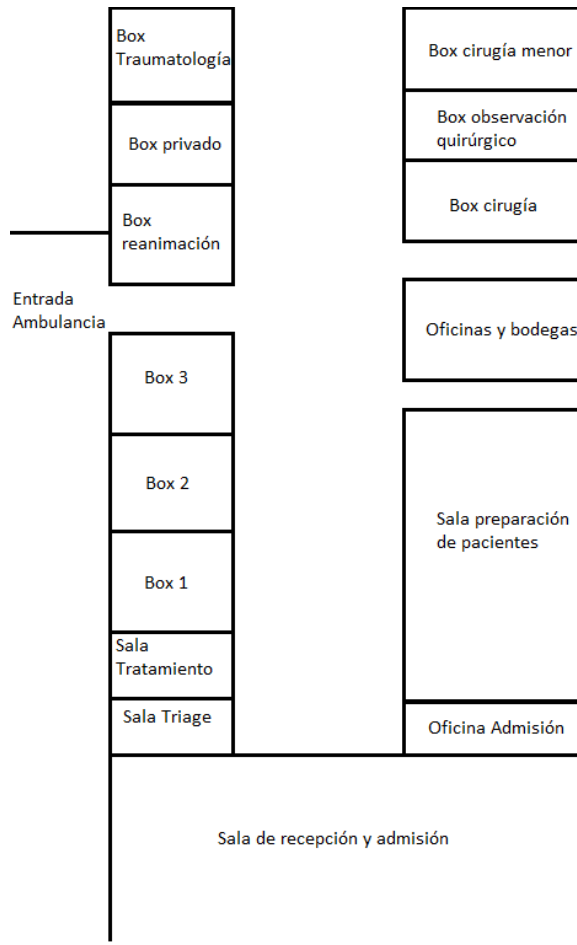 Box
Traumatología
Box privado
Box
reanimación
Entrada
Ambulancia
Box 3
Box 2
Box 1
Sala
Tratamiento
Sala Triage
Box cirugía menor
Box observación
quirúrgico
Box cirugía
Oficinas y bodegas
Sala preparación
de pacientes
Oficina Admisión
Sala de recepción y admisión